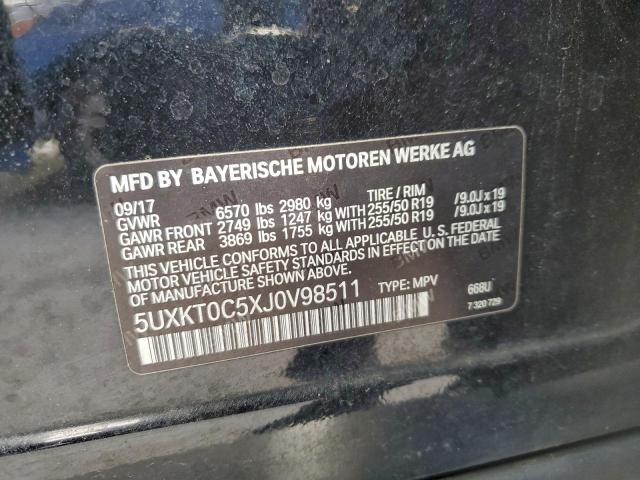 MFD BY BAYERISCHE MOTOREN WERKE AG
09/17 TIRE / RIM
GVWR 6570 lbs 2980 kg
GAWR FRONT 2749 lbs 1247 kg WITH 255/50 R19 /9.0J x 19
GAWR REAR 3869 lbs 1755 kg WITH 255/50 R19 /9.0J x 19
THIS VEHICLE CONFORMS TO ALL APPLICABLE U. S. FEDERAL
MOTOR VEHICLE SAFETY STANDARDS IN EFFECT ON THE DATE
OF MANUFACTURE SHOWN ABOVE.
5UXKT0C5XJ0V98511 TYPE: MPV 668U
7 320 729